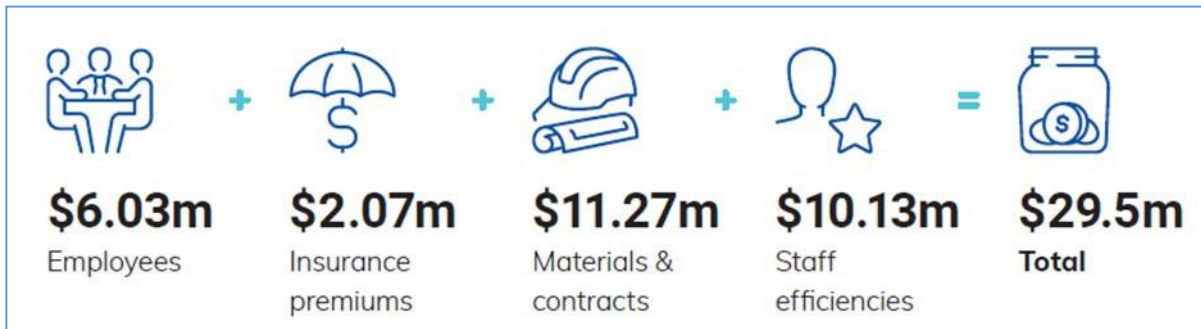 + + + =
$6.03m $2.07m $11.27m $10.13m $29.5m
Employees Insurance Materials & Staff Total
premiums contracts efficiencies